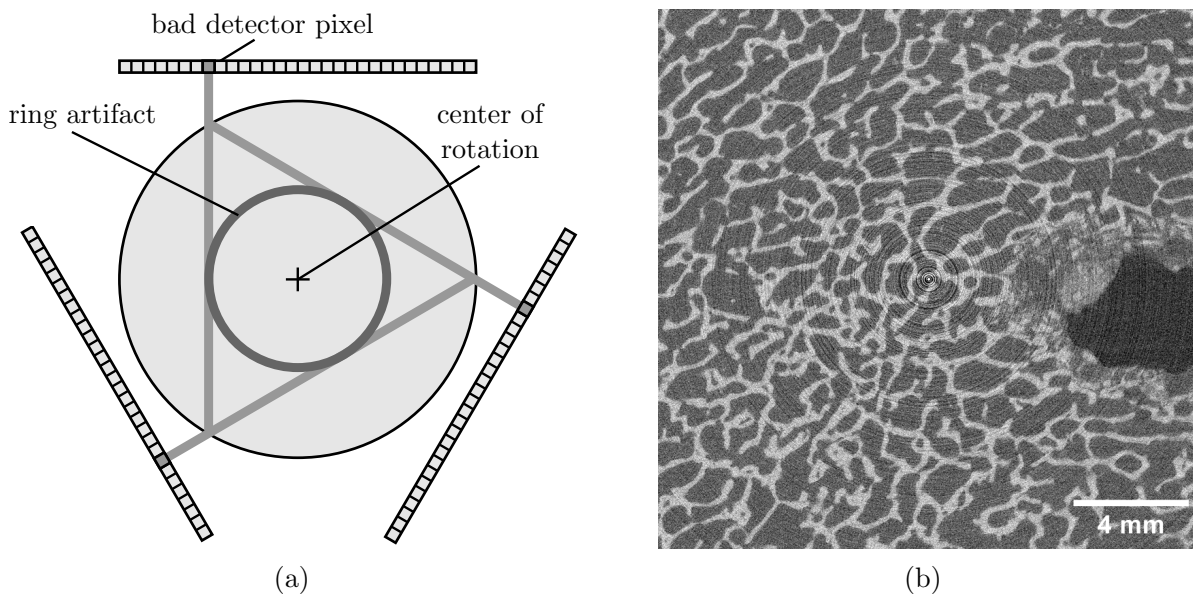 bad detector pixel
ring artifact
center of
rotation
4 mm
(a)
(b)